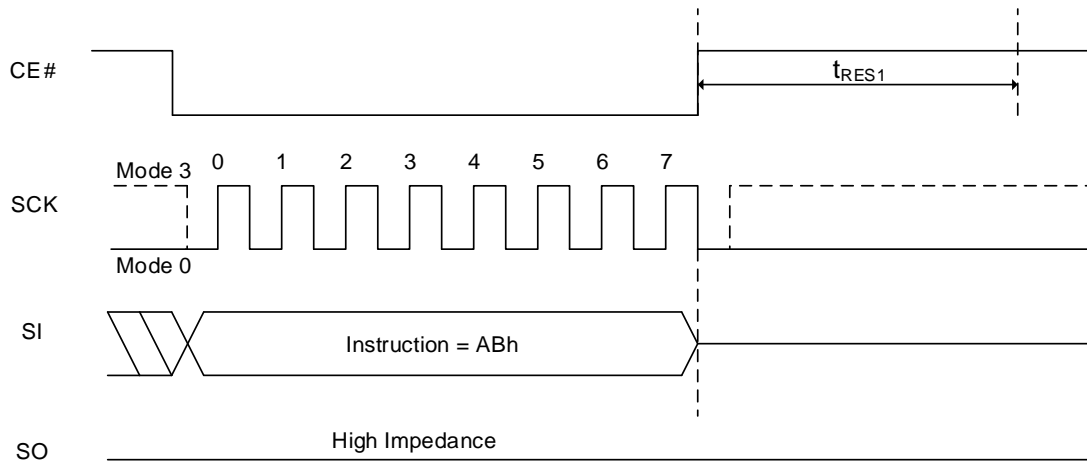 CE#
tRES1
Mode 3
0 1 2 3 4 5 6 7
SCK
Mode 0
SI
Instruction = ABh
High Impedance
SO